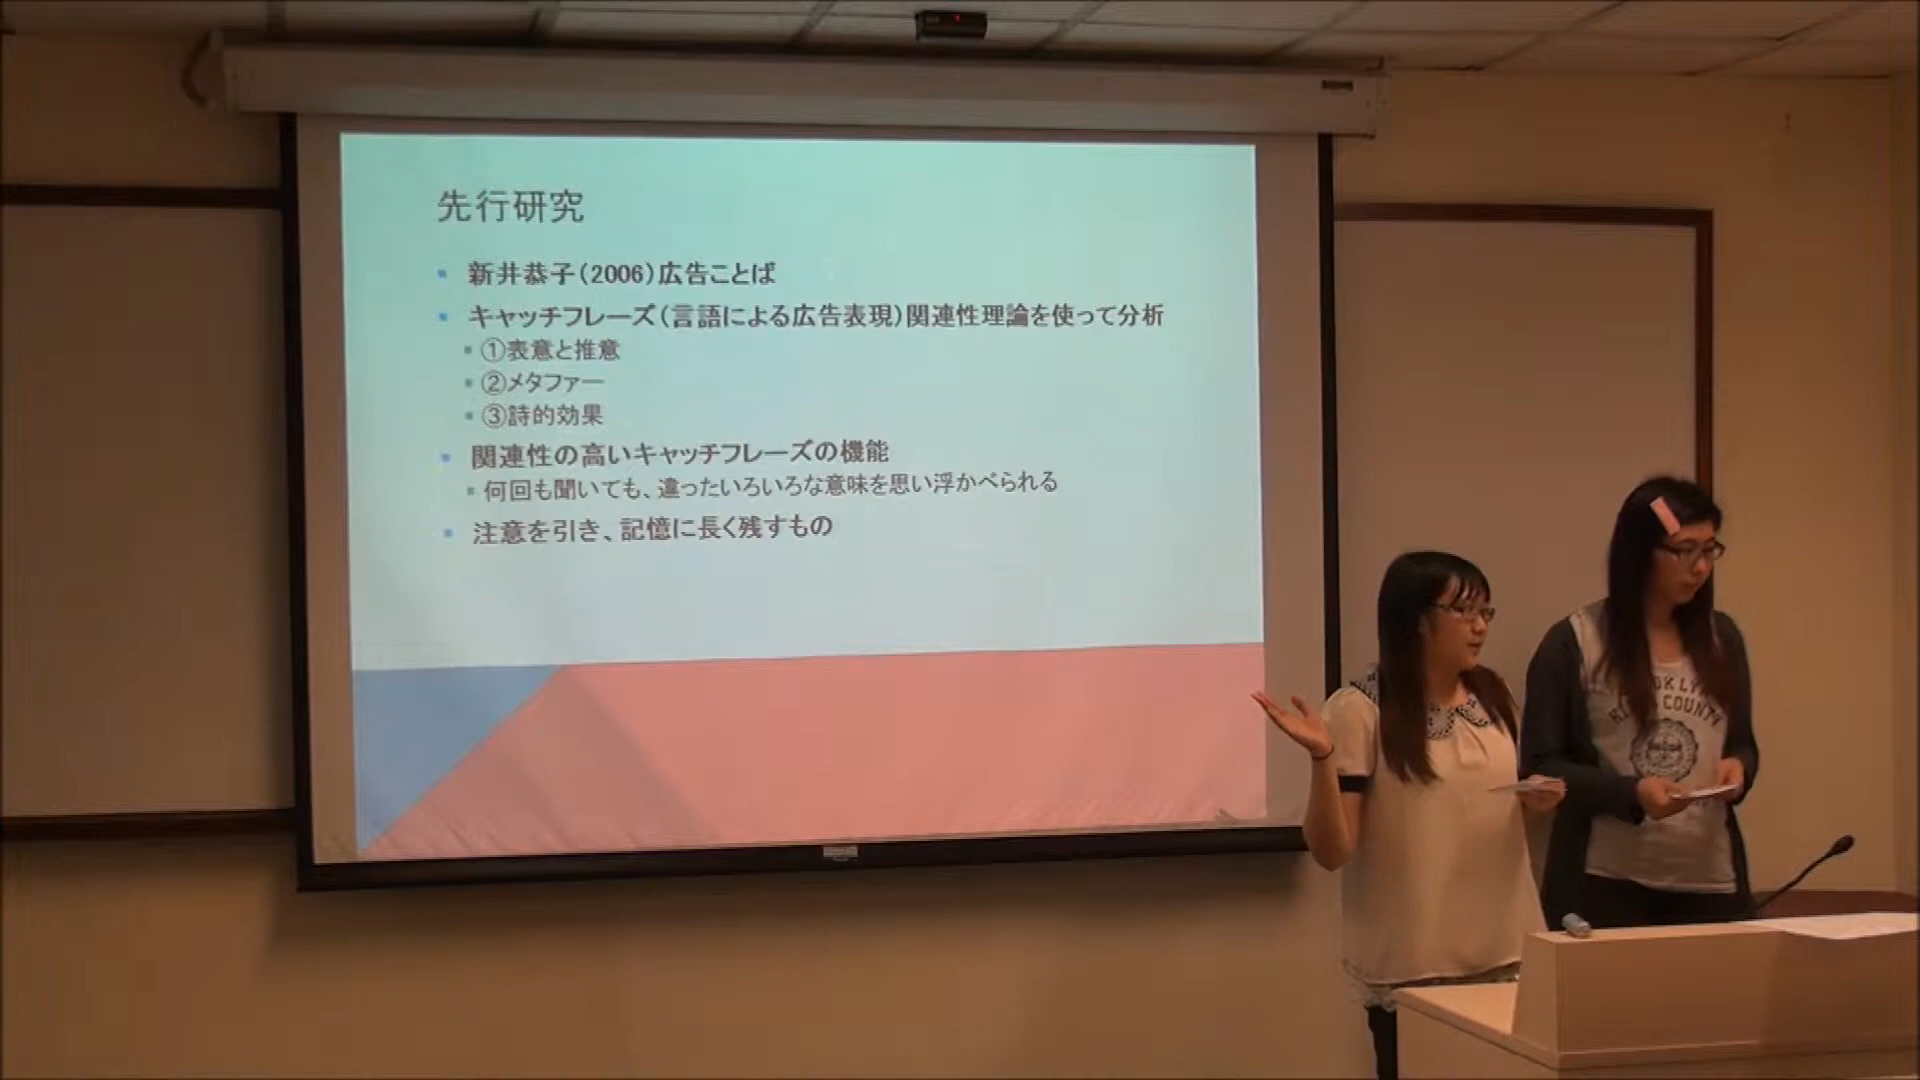 先行研究
新井恭子(2006)広告ことば
キャッチフレーズ(言語による広告表現)関連性理論を使って分析
①表意と推意
②メタファー
③詩的効果
関連性の高いキャッチフレーズの機能
何回も聞いても、違ったいろいろな意味を思い浮かべられる
注意を引き、記憶に長く残すもの
COUNTY